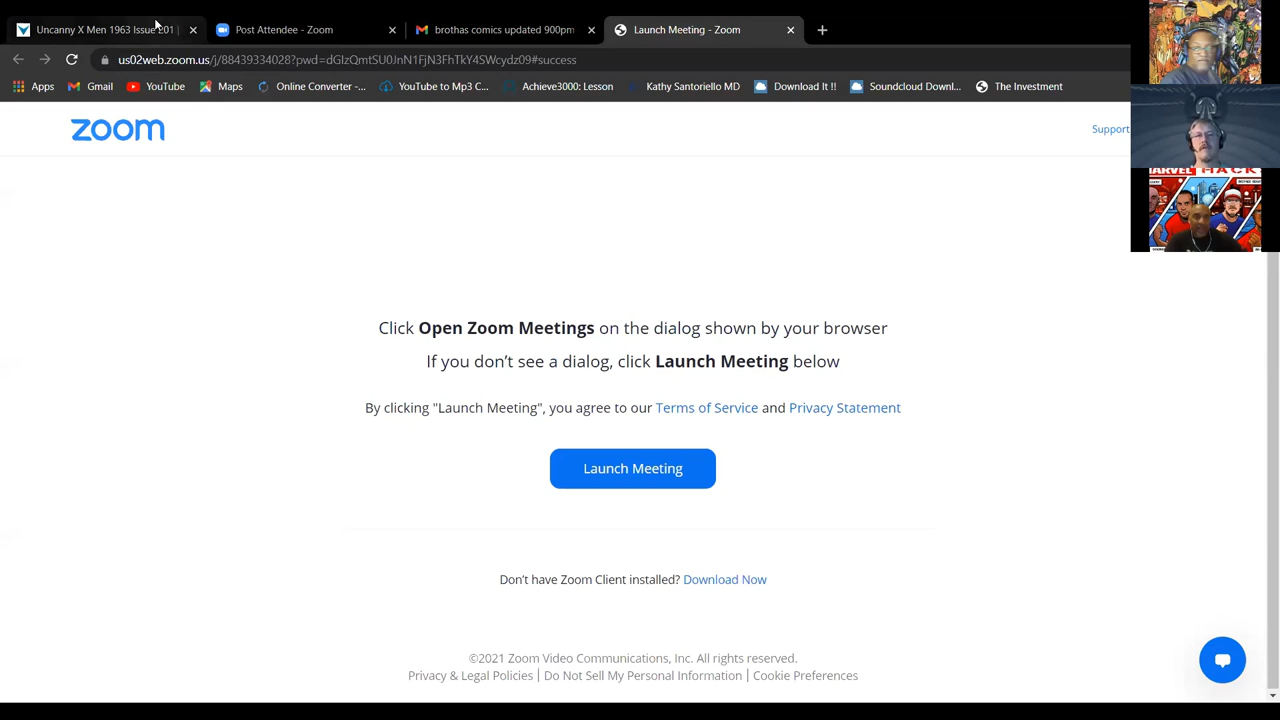 Uncanny X Men 1963 Issue 201 |
Post Attendee - Zoom
brothas comics updated 900pm
Launch Meeting - Zoom
us02web.zoom.us/j/88439334028?pwd=dGlzQmtSU0JnN1FjN3FhTkY4SWcydz09#success
Apps
Gmail
YouTube
Maps
Online Converter -...
YouTube to Mp3 C...
Achieve3000: Lesson
Kathy Santoriello MD
Download It !!
Soundcloud Downl...
The Investment
zoom
Support
MARVEL HACK
Click Open Zoom Meetings on the dialog shown by your browser
If you don't see a dialog, click Launch Meeting below
By clicking "Launch Meeting", you agree to our Terms of Service and Privacy Statement
Launch Meeting
Don't have Zoom Client installed? Download Now
©2021 Zoom Video Communications, Inc. All rights reserved.
Privacy & Legal Policies | Do Not Sell My Personal Information | Cookie Preferences